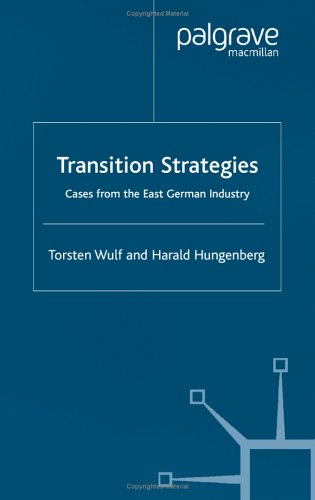 palgrave
macmillan
Transition Strategies
Cases from the East German Industry
Torsten Wulf and Harald Hungenberg
Copyrighted Material
Copyrighted Material